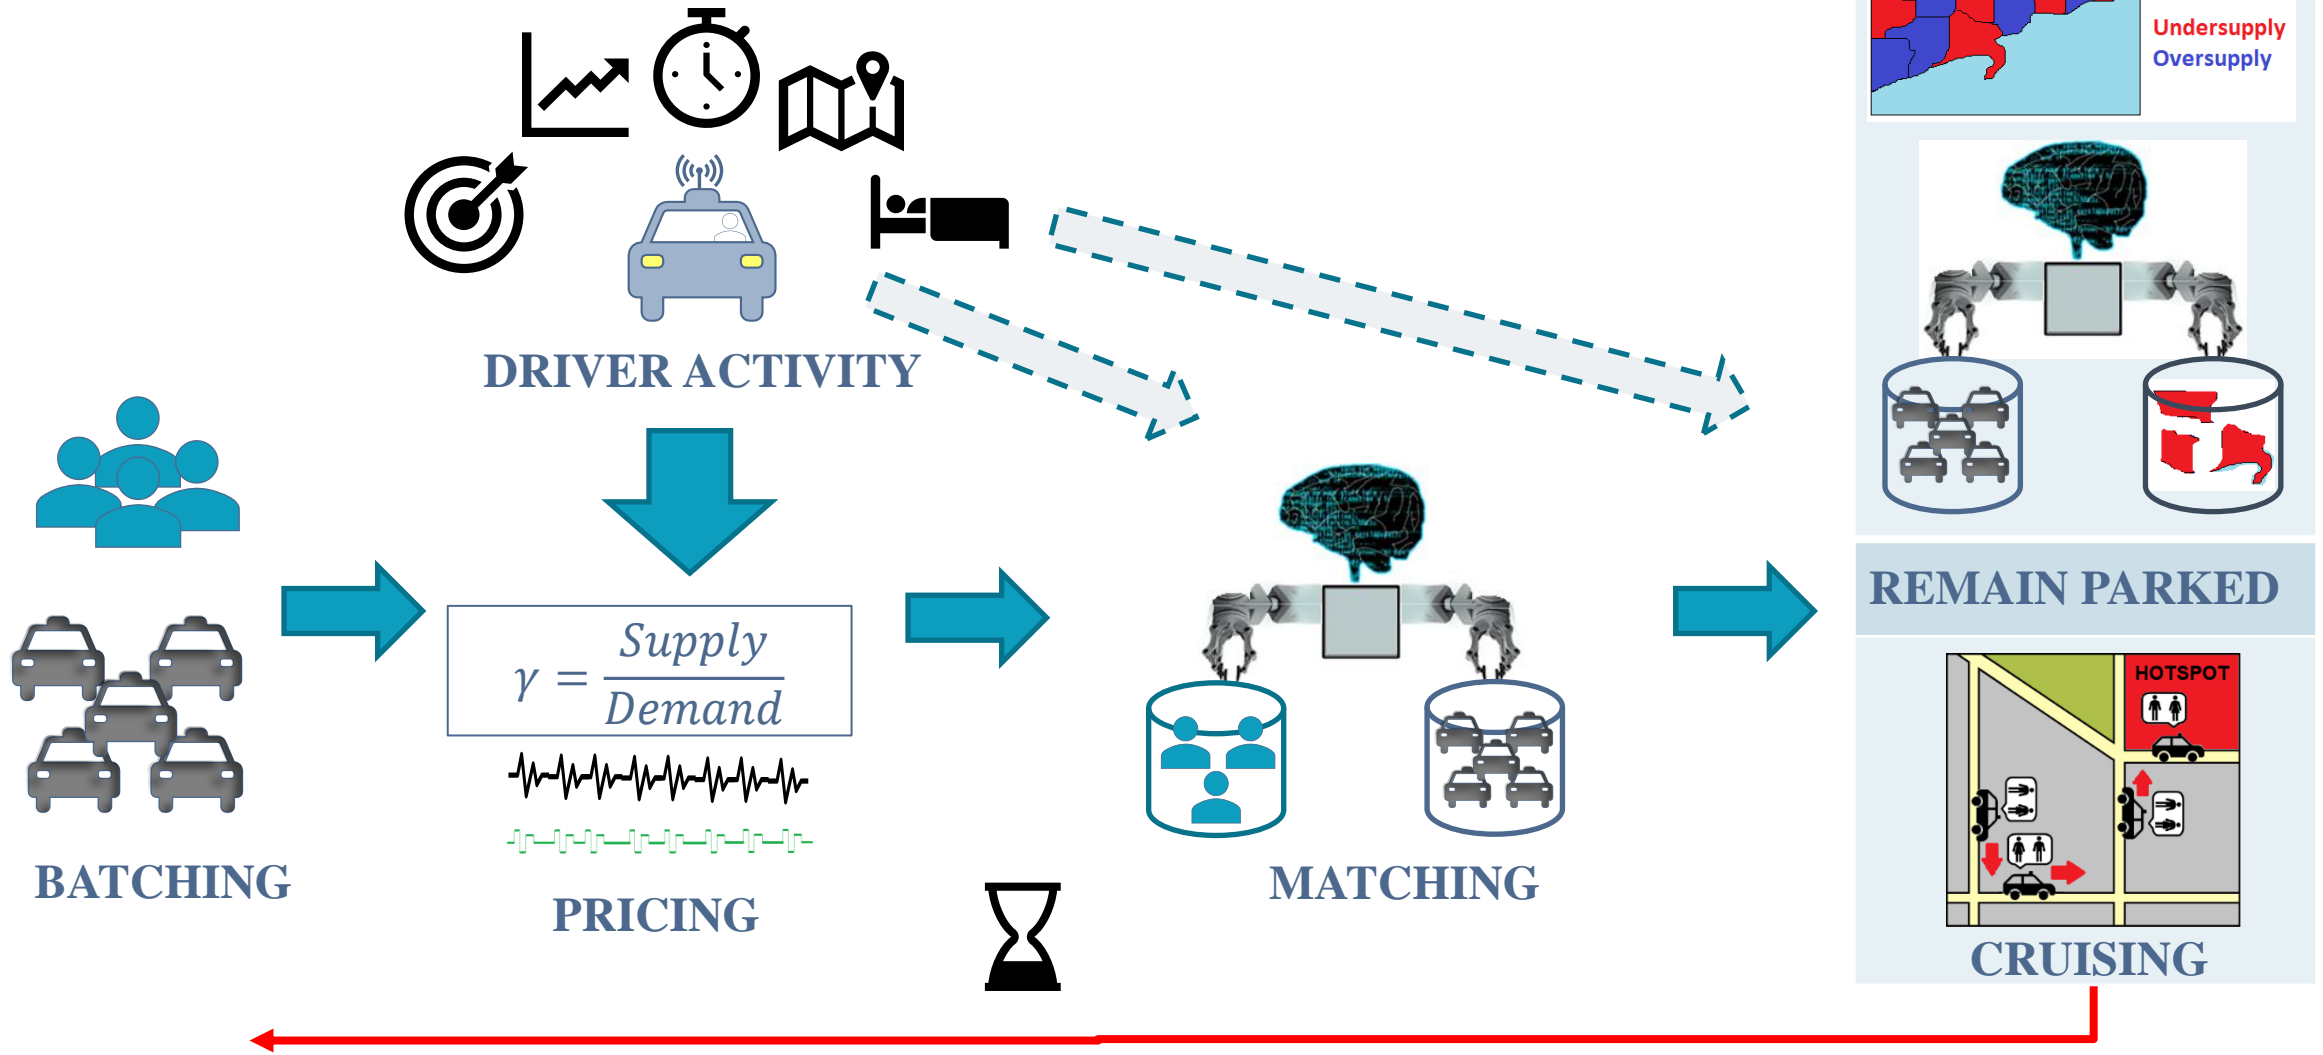 Undersupply
Oversupply
DRIVER ACTIVITY
REMAIN PARKED
γ = Supply / Demand
HOTSPOT
BATCHING
PRICING
MATCHING
CRUISING